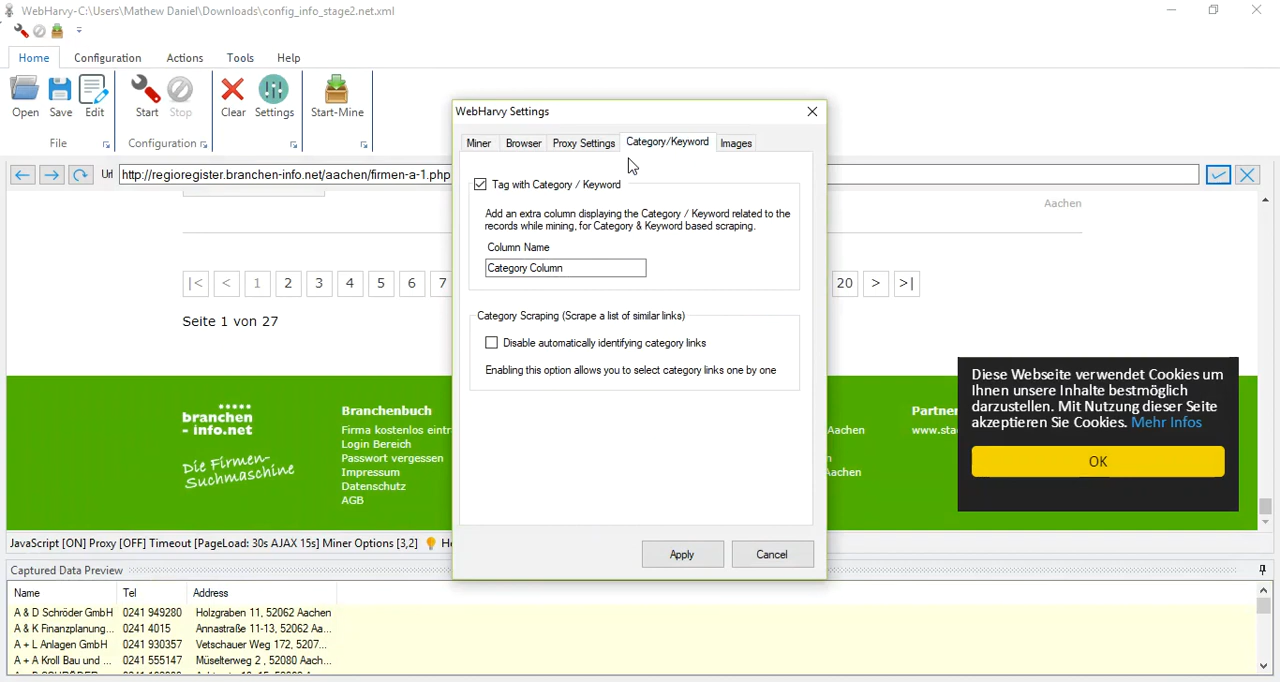 WebHarvy-C:\Users\Mathew Daniel\Downloads\config_info_stage2.net.xml
Home Configuration Actions Tools Help
Open Save Edit Start Stop Clear Settings Start-Mine
File Configuration
Url http://regioregister.branchen-info.net/aachen/firmen-a-1.php
WebHarvy Settings
Miner Browser Proxy Settings Category/Keyword Images
Tag with Category / Keyword
Add an extra column displaying the Category / Keyword related to the
records while mining, for Category & Keyword based scraping.
Column Name
Category Column
Category Scraping (Scrape a list of similar links)
Disable automatically identifying category links
Enabling this option allows you to select category links one by one
Apply Cancel
Aachen
|< < 1 2 3 4 5 6 7 20 > >|
Seite 1 von 27
branchen
-info.net
Die Firmen-
Suchmaschine
Branchenbuch
Firma kostenlos eintr
Login Bereich
Passwort vergessen
Impressum
Datenschutz
AGB
Aachen
n
Aachen
Partner
www.sta
Diese Webseite verwendet Cookies um
Ihnen unsere Inhalte bestmöglich
darzustellen. Mit Nutzung dieser Seite
akzeptieren Sie Cookies. Mehr Infos
OK
JavaScript [ON] Proxy [OFF] Timeout [PageLoad: 30s AJAX 15s] Miner Options [3,2] He
Captured Data Preview
Name Tel Address
A & D Schröder GmbH 0241 949280 Holzgraben 11, 52062 Aachen
A & K Finanzplanung... 0241 4015 Annastraße 11-13, 52062 Aa...
A + L Anlagen GmbH 0241 930357 Vetschauer Weg 172, 5207...
A + A Kroll Bau und ... 0241 555147 Müselterweg 2 , 52080 Aach...